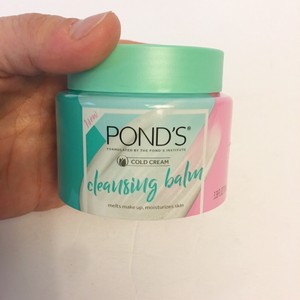 New
POND'S
FORMULATED BY THE POND'S INSTITUTE
COLD CREAM
cleansing balm
melts make up, moisturizes skin